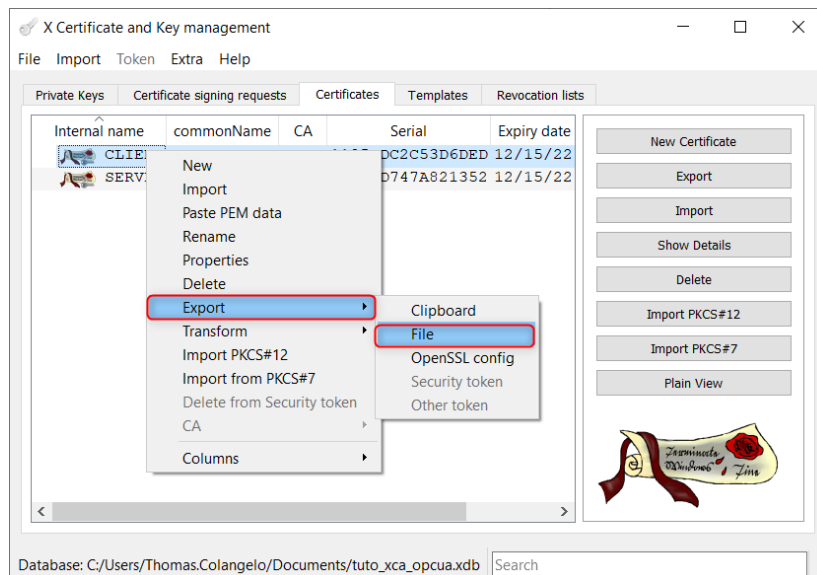 X Certificate and Key management
File Import Token Extra Help
Private Keys Certificate signing requests Certificates Templates Revocation lists
Internal name commonName CA Serial Expiry date
CLIE DC2C53D6DED 12/15/22
SERV D747A821352 12/15/22
New
Import
Paste PEM data
Rename
Properties
Delete
Export
Transform
Import PKCS#12
Import from PKCS#7
Delete from Security token
CA
Columns
Clipboard
File
OpenSSL config
Security token
Other token
New Certificate
Export
Import
Show Details
Delete
Import PKCS#12
Import PKCS#7
Plain View
Database: C:/Users/Thomas.Colangelo/Documents/tuto_xca_opcua.xdb Search